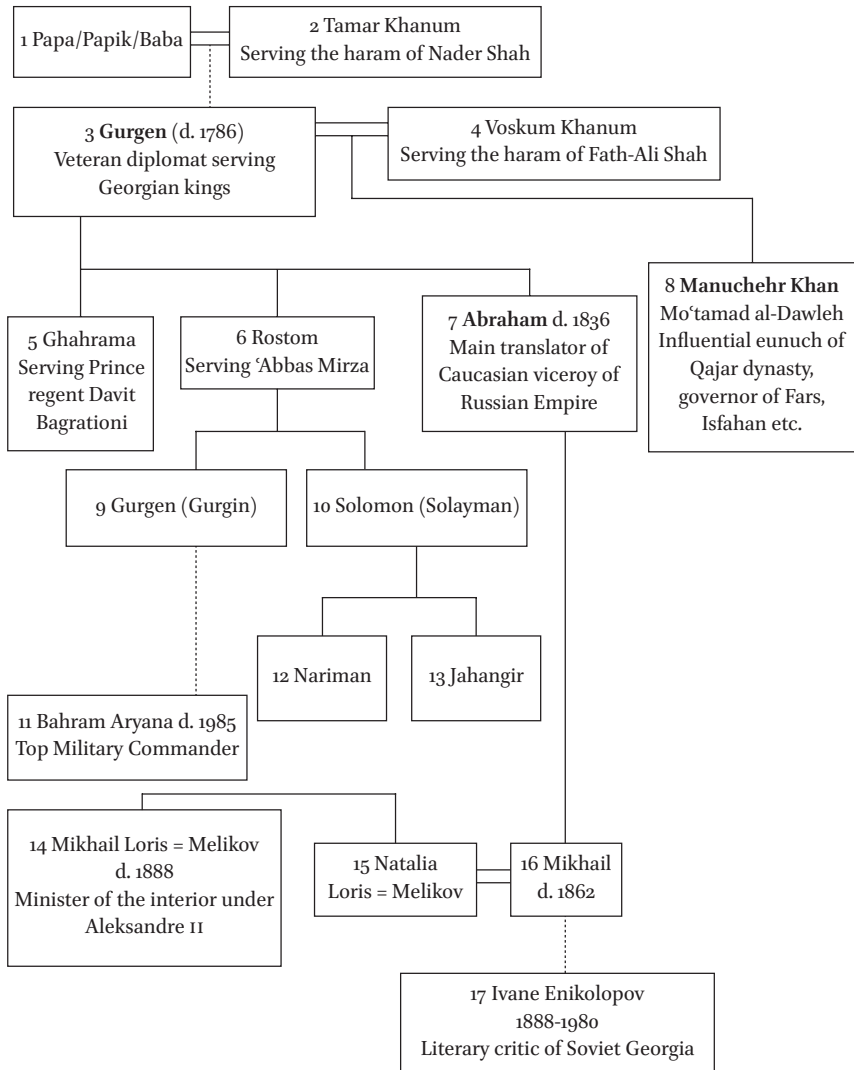 1 Papa/Papik/Baba
2 Tamar Khanum
Serving the haram of Nader Shah
3 Gurgen (d. 1786)
Veteran diplomat serving
Georgian kings
4 Voskum Khanum
Serving the haram of Fath-Ali Shah
5 Ghahrama
Serving Prince
regent Davit
Bagrationi
6 Rostom
Serving ʿAbbas Mirza
7 Abraham d. 1836
Main translator of
Caucasian viceroy of
Russian Empire
8 Manuchehr Khan
Moʿtamad al-Dawleh
Influential eunuch of
Qajar dynasty,
governor of Fars,
Isfahan etc.
9 Gurgen (Gurgin)
10 Solomon (Solayman)
12 Nariman
13 Jahangir
11 Bahram Aryana d. 1985
Top Military Commander
14 Mikhail Loris = Melikov
d. 1888
Minister of the interior under
Aleksandre II
15 Natalia
Loris = Melikov
16 Mikhail
d. 1862
17 Ivane Enikolopov
1888-1980
Literary critic of Soviet Georgia